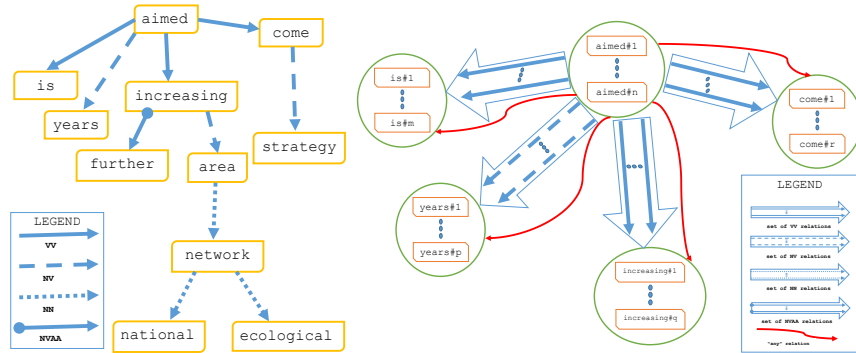 aimed
come
is
increasing
years
further
area
strategy
network
national
ecological
LEGEND
VV
NV
NN
NVAA
aimed#1
aimed#n
is#1
is#m
come#1
come#r
years#1
years#p
increasing#1
increasing#q
LEGEND
set of VV relations
set of NV relations
set of NN relations
set of NVAA relations
"any" relation